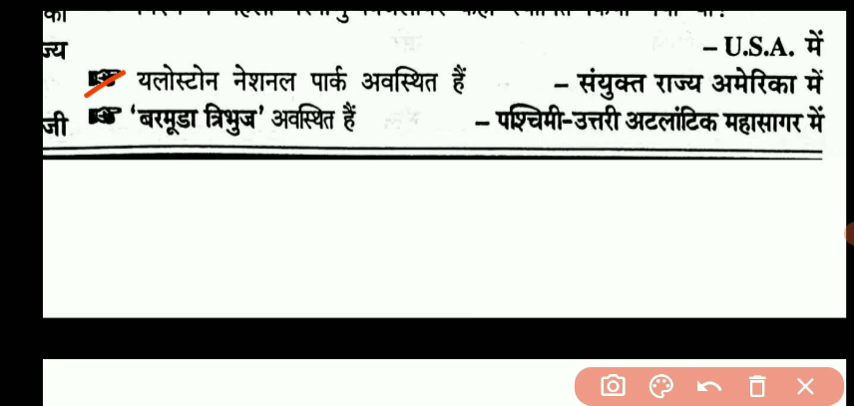 ज्य
– U.S.A. में
यलोस्टोन नेशनल पार्क अवस्थित हैं – संयुक्त राज्य अमेरिका में
जी 'बरमूडा त्रिभुज' अवस्थित हैं – पश्चिमी-उत्तरी अटलांटिक महासागर में